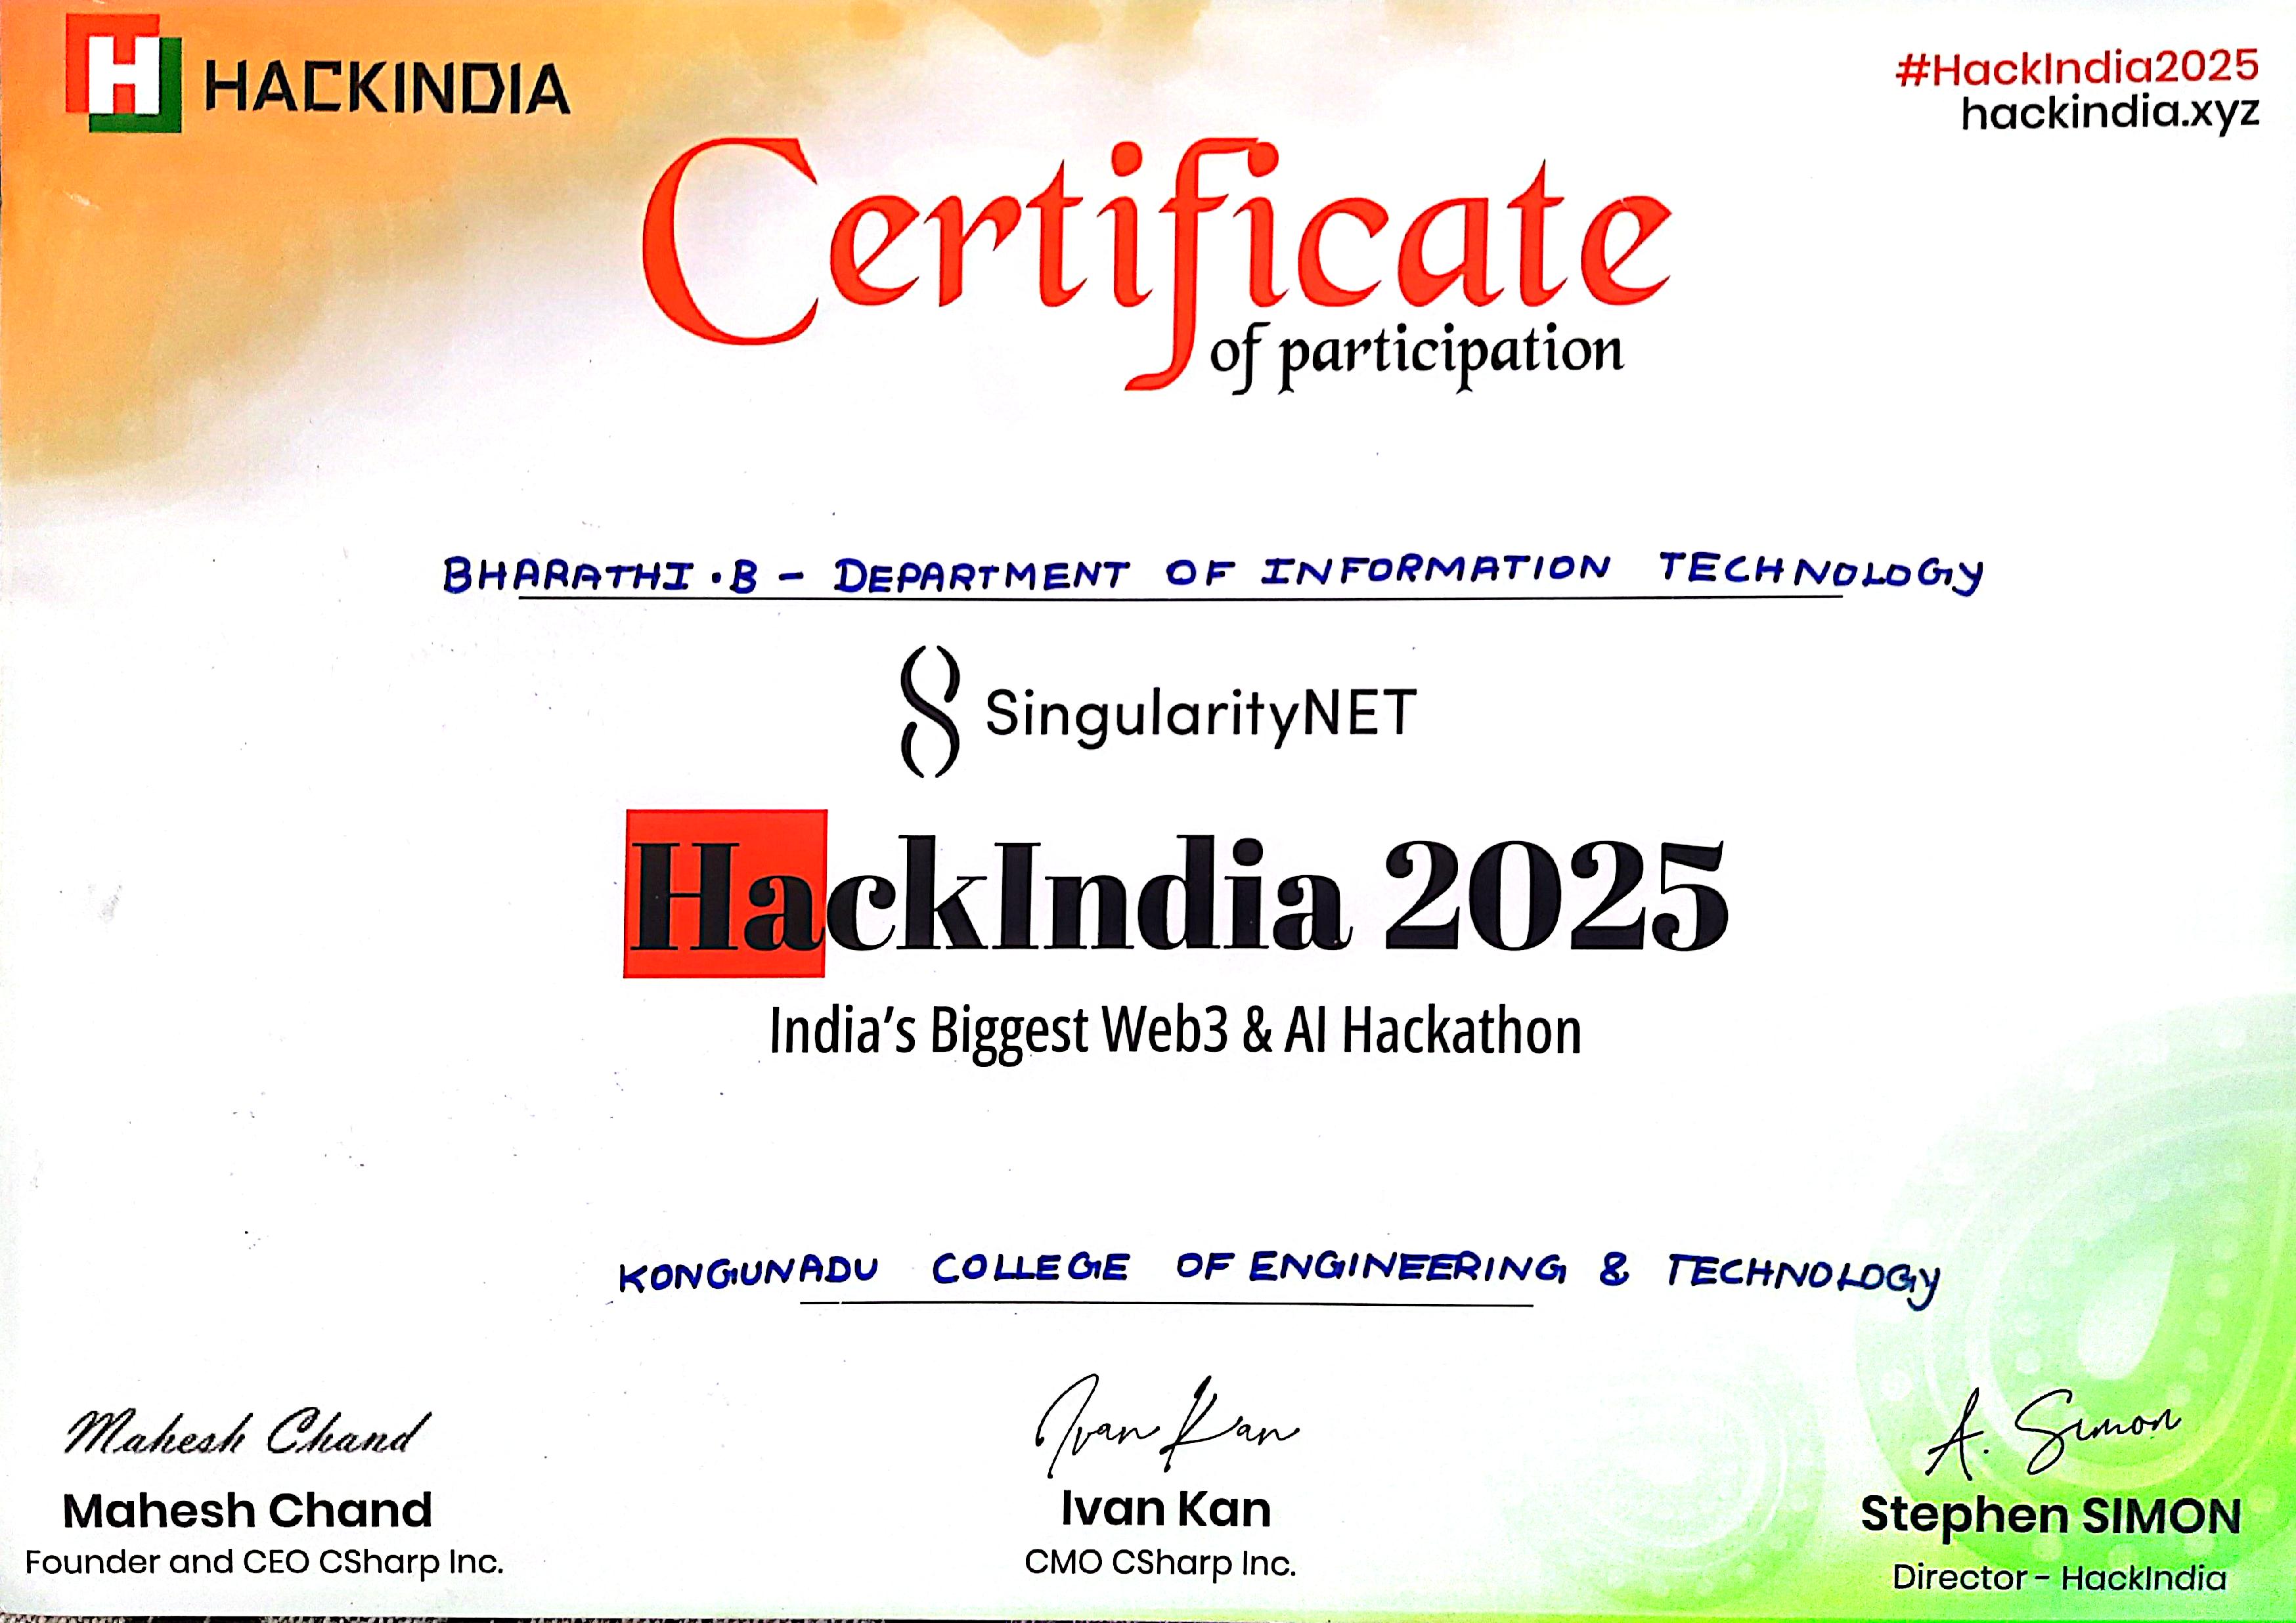 HACKINDIA
#HackIndia2025
hackindia.xyz
Certificate
of participation
BHARATHI.B - DEPARTMENT OF INFORMATION TECHNOLOGY
SingularityNET
HackIndia 2025
India's Biggest Web3 & AI Hackathon
KONGUNADU COLLEGE OF ENGINEERING & TECHNOLOGY
Mahesh Chand
Ivan Kan
A. Simon
Mahesh Chand
Ivan Kan
Stephen SIMON
Founder and CEO CSharp Inc.
CMO CSharp Inc.
Director - HackIndia